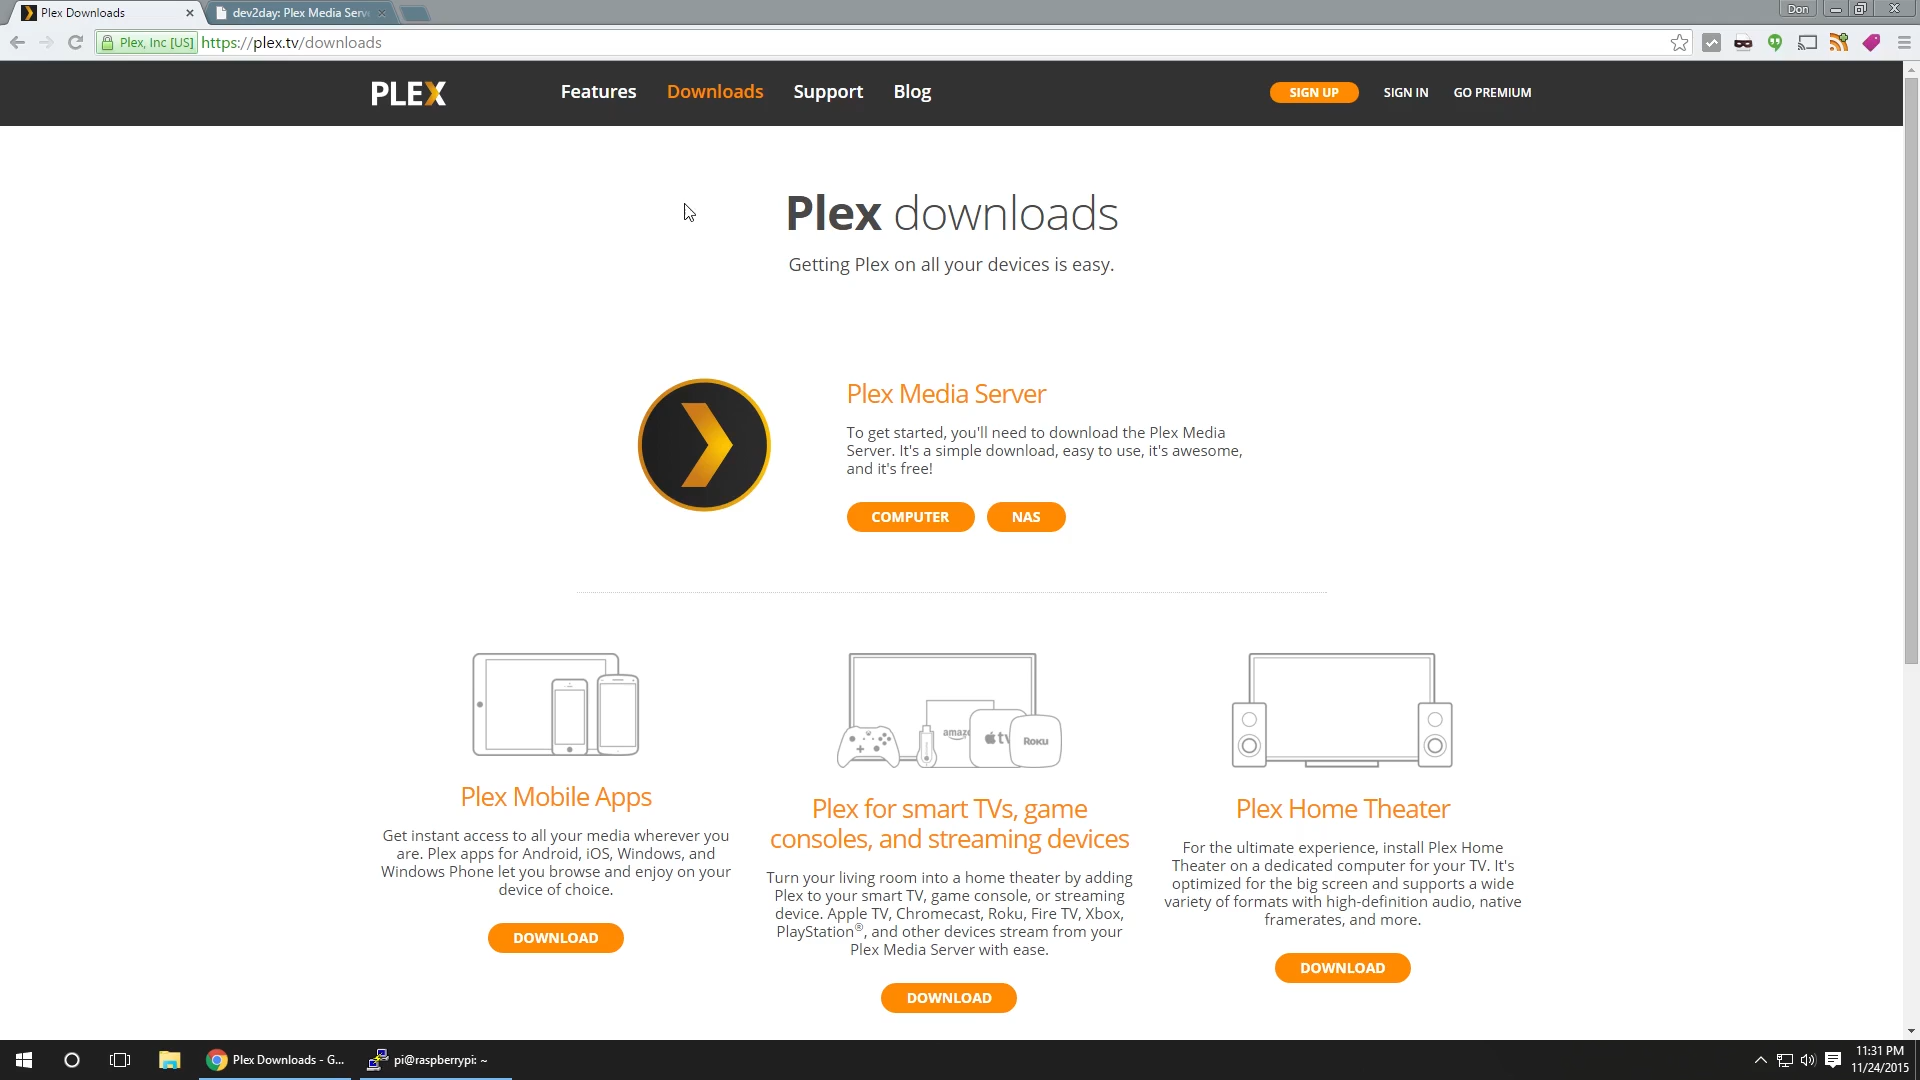 Plex Downloads
dev2day: Plex Media Serv
Don
Plex, Inc [US]
https://plex.tv/downloads
PLEX
Features
Downloads
Support
Blog
SIGN UP
SIGN IN
GO PREMIUM
Plex downloads
Getting Plex on all your devices is easy.
Plex Media Server
To get started, you'll need to download the Plex Media
Server. It's a simple download, easy to use, it's awesome,
and it's free!
COMPUTER
NAS
amaz
tv
ROKU
Plex Mobile Apps
Get instant access to all your media wherever you
are. Plex apps for Android, iOS, Windows, and
Windows Phone let you browse and enjoy on your
device of choice.
DOWNLOAD
Plex for smart TVs, game
consoles, and streaming devices
Turn your living room into a home theater by adding
Plex to your smart TV, game console, or streaming
device. Apple TV, Chromecast, Roku, Fire TV, Xbox,
PlayStation®, and other devices stream from your
Plex Media Server with ease.
DOWNLOAD
Plex Home Theater
For the ultimate experience, install Plex Home
Theater on a dedicated computer for your TV. It's
optimized for the big screen and supports a wide
variety of formats with high-definition audio, native
framerates, and more.
DOWNLOAD
Plex Downloads - G...
pi@raspberrypi: ~
11:31 PM
11/24/2015